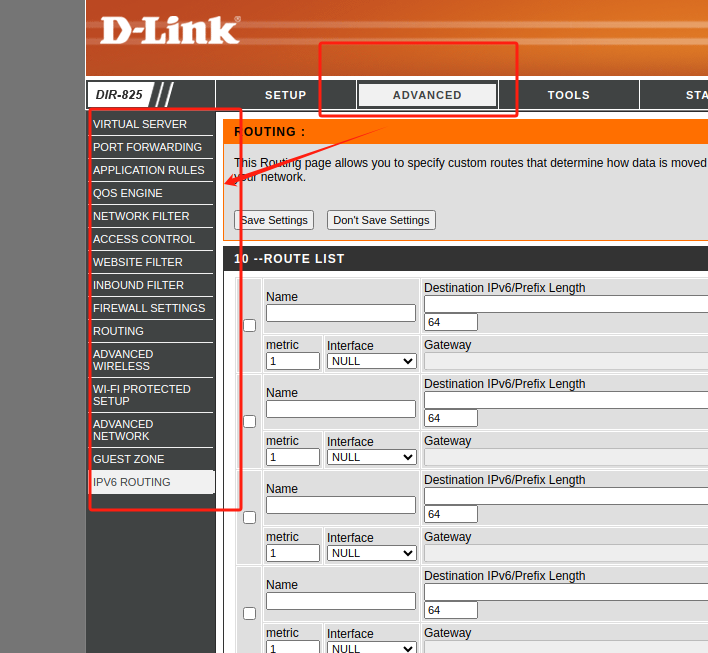 D-Link®
DIR-825
SETUP
ADVANCED
TOOLS
STA
VIRTUAL SERVER
PORT FORWARDING
APPLICATION RULES
QOS ENGINE
NETWORK FILTER
ACCESS CONTROL
WEBSITE FILTER
INBOUND FILTER
FIREWALL SETTINGS
ROUTING
ADVANCED
WIRELESS
WI-FI PROTECTED
SETUP
ADVANCED
NETWORK
GUEST ZONE
IPV6 ROUTING
ROUTING :
This Routing page allows you to specify custom routes that determine how data is moved
your network.
Save Settings
Don't Save Settings
10 --ROUTE LIST
Name
Destination IPv6/Prefix Length
64
metric
Interface
Gateway
1
NULL
Name
Destination IPv6/Prefix Length
64
metric
Interface
Gateway
1
NULL
Name
Destination IPv6/Prefix Length
64
metric
Interface
Gateway
1
NULL
Name
Destination IPv6/Prefix Length
64
metric
Interface
Gateway
1
NULL